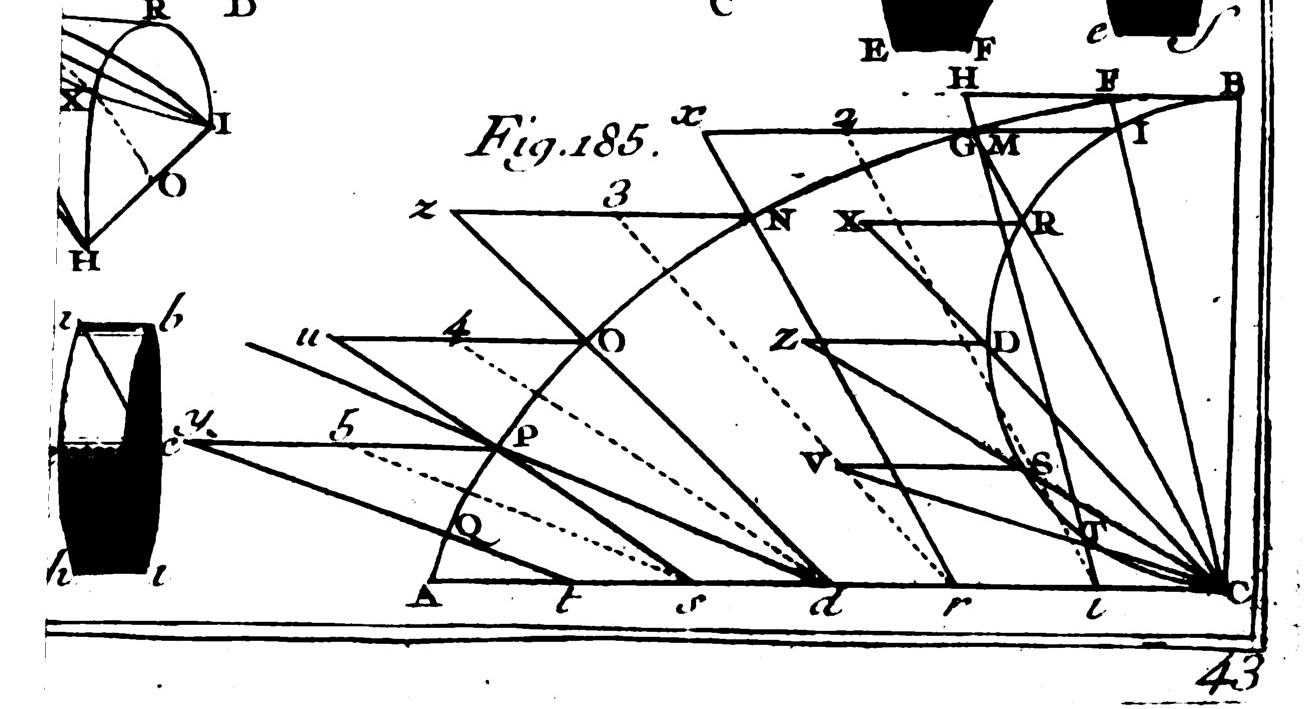 R D C
E F e f
H F B
X I
Fig.185. x 2 G M I
O
z 3 N X R
H
i b u 4 O Z D
c y 5 P V S
Q T
h l A t s d r i C
43